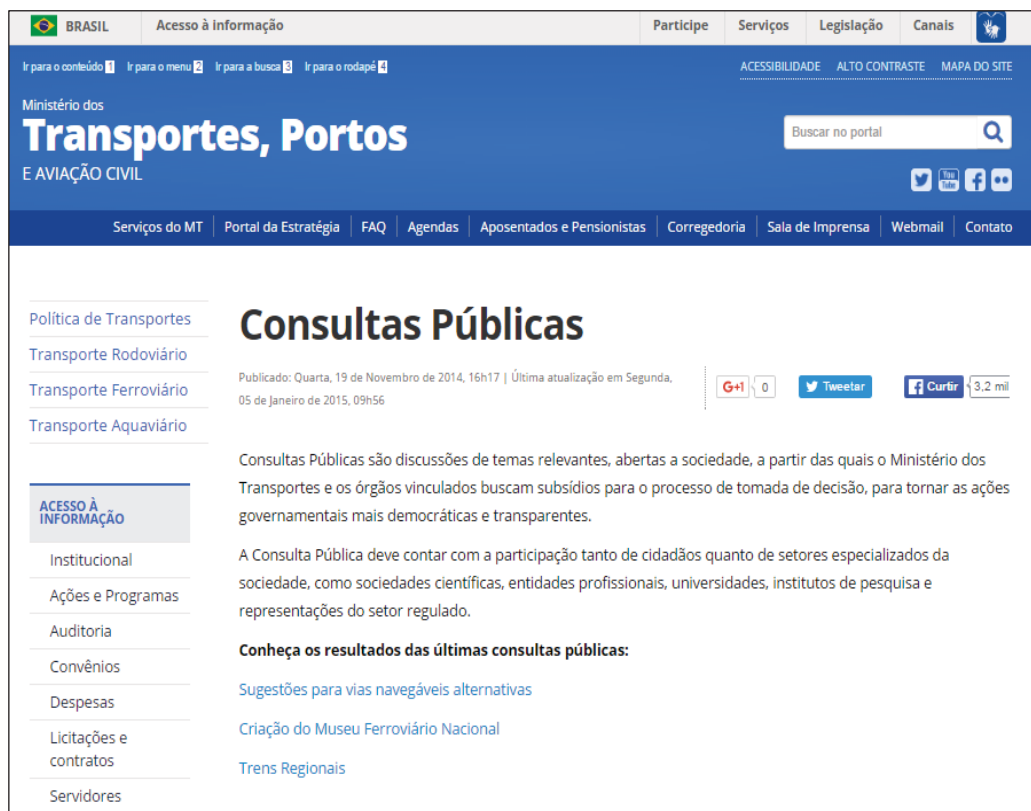 BRASIL Acesso à informação Participe Serviços Legislação Canais
Ir para o conteúdo 1 Ir para o menu 2 Ir para a busca 3 Ir para o rodapé 4 ACESSIBILIDADE ALTO CONTRASTE MAPA DO SITE
Ministério dos
Transportes, Portos
E AVIAÇÃO CIVIL
Buscar no portal
You Tube
Serviços do MT Portal da Estratégia FAQ Agendas Aposentados e Pensionistas Corregedoria Sala de Imprensa Webmail Contato
Política de Transportes
Transporte Rodoviário
Transporte Ferroviário
Transporte Aquaviário
ACESSO À
INFORMAÇÃO
Institucional
Ações e Programas
Auditoria
Convênios
Despesas
Licitações e
contratos
Servidores
Consultas Públicas
Publicado: Quarta, 19 de Novembro de 2014, 16h17 | Última atualização em Segunda,
05 de Janeiro de 2015, 09h56
G+1 0 Tweetar Curtir 3,2 mil
Consultas Públicas são discussões de temas relevantes, abertas a sociedade, a partir das quais o Ministério dos
Transportes e os órgãos vinculados buscam subsídios para o processo de tomada de decisão, para tornar as ações
governamentais mais democráticas e transparentes.
A Consulta Pública deve contar com a participação tanto de cidadãos quanto de setores especializados da
sociedade, como sociedades científicas, entidades profissionais, universidades, institutos de pesquisa e
representações do setor regulado.
Conheça os resultados das últimas consultas públicas:
Sugestões para vias navegáveis alternativas
Criação do Museu Ferroviário Nacional
Trens Regionais